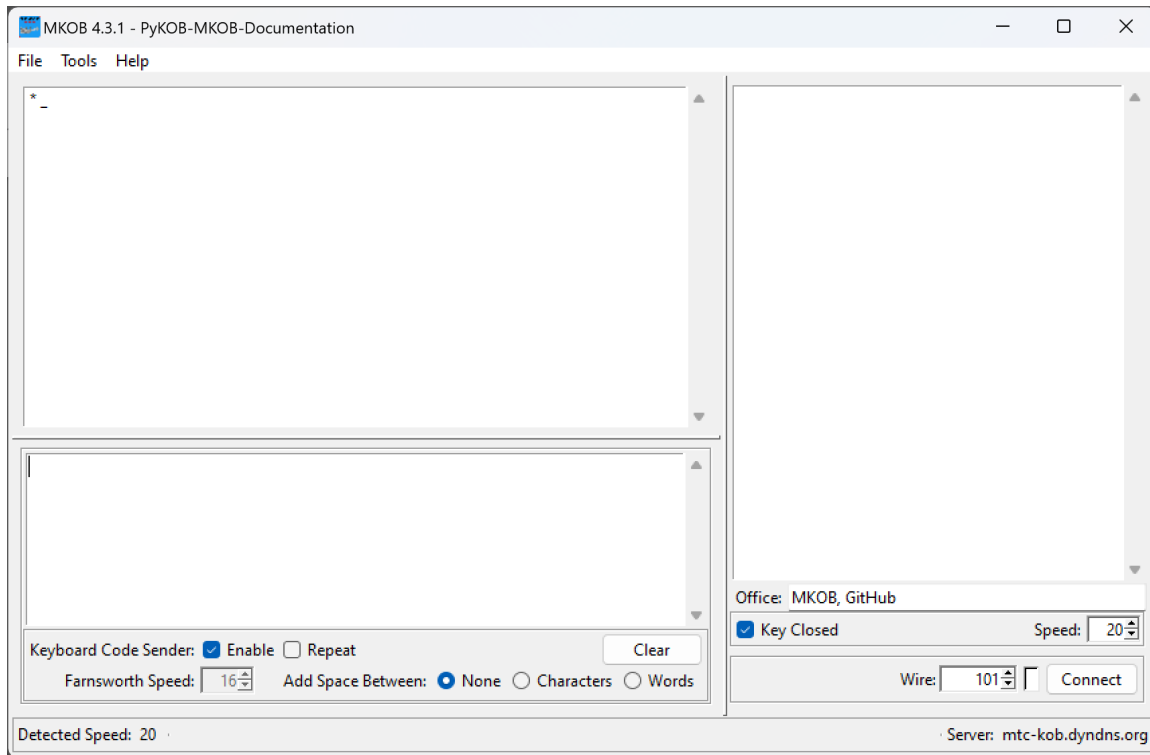 MKOB 4.3.1 - PyKOB-MKOB-Documentation
File Tools Help
* _
Office: MKOB, GitHub
Key Closed Speed: 20
Keyboard Code Sender: Enable Repeat Clear
Farnsworth Speed: 16 Add Space Between: None Characters Words
Wire: 101 Connect
Detected Speed: 20 Server: mtc-kob.dyndns.org